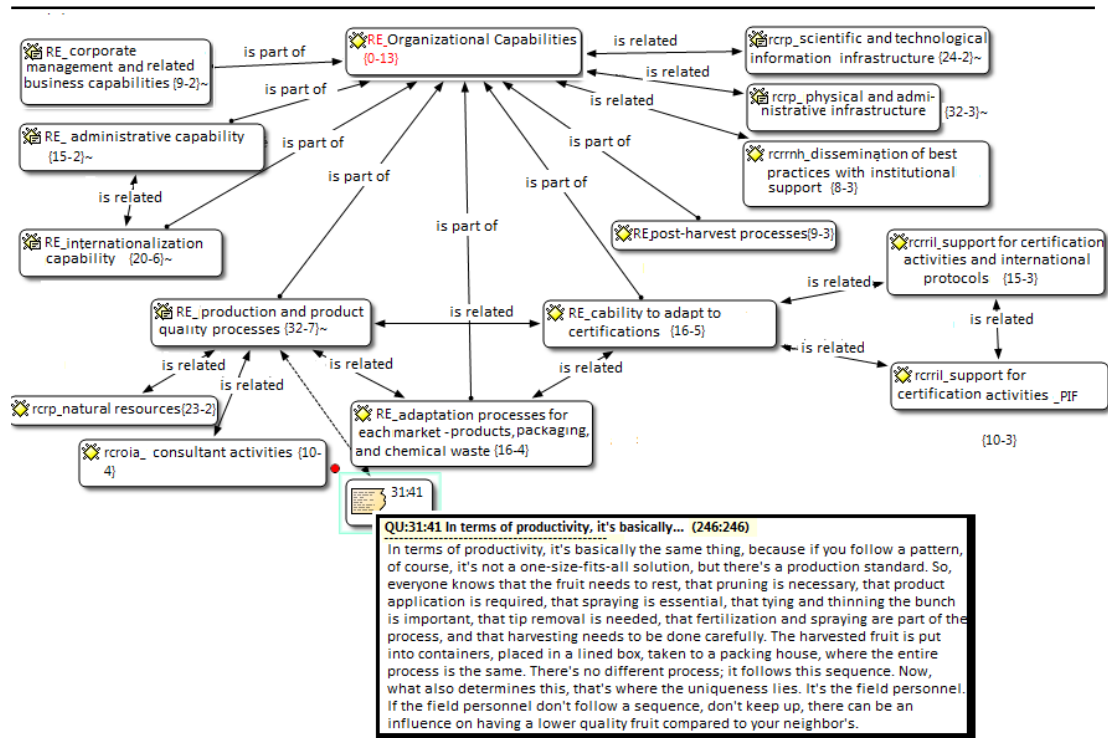 RE_corporate
management and related
business capabilities {9-2}~
is part of
RE_Organizational Capabilities
{0-13}
is related
rcrp_scientific and technological
information infrastructure {24-2}~
is related
rcrp_ physical and admi-
nistrative infrastructure {32-3}~
is related
is part of
RE_ administrative capability
{15-2}~
is part of
rcrrnh_dissemination of best
practices with institutional
support {8-3}
is part of
is part of
is part of
is part of
is related
RE_internationalization
capability {20-6}~
RE_post-harvest processes{9-3}
rcrril_support for certification
activities and international
protocols {15-3}
is related
RE_production and product
quality processes {32-7}~
is related
RE_cability to adapt to
certifications {16-5}
is related
is related
is related
is related
is related
is related
rcrril_support for
certification activities _PIF
{10-3}
rcrp_natural resources{23-2}
RE_adaptation processes for
each market -products, packaging,
and chemical waste {16-4}
rcroia_ consultant activities {10-
4}
31:41
QU:31:41 In terms of productivity, it's basically... (246:246)
In terms of productivity, it's basically the same thing, because if you follow a pattern,
of course, it's not a one-size-fits-all solution, but there's a production standard. So,
everyone knows that the fruit needs to rest, that pruning is necessary, that product
application is required, that spraying is essential, that tying and thinning the bunch
is important, that tip removal is needed, that fertilization and spraying are part of the
process, and that harvesting needs to be done carefully. The harvested fruit is put
into containers, placed in a lined box, taken to a packing house, where the entire
process is the same. There's no different process; it follows this sequence. Now,
what also determines this, that's where the uniqueness lies. It's the field personnel.
If the field personnel don't follow a sequence, don't keep up, there can be an
influence on having a lower quality fruit compared to your neighbor's.